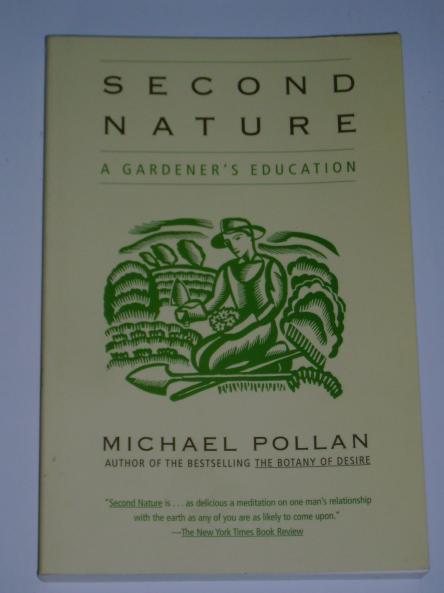 SECOND
NATURE
A GARDENER'S EDUCATION
MICHAEL POLLAN
AUTHOR OF THE BESTSELLING THE BOTANY OF DESIRE
"Second Nature is . . . as delicious a meditation on one man's relationship
with the earth as any of you are as likely to come upon."
—The New York Times Book Review